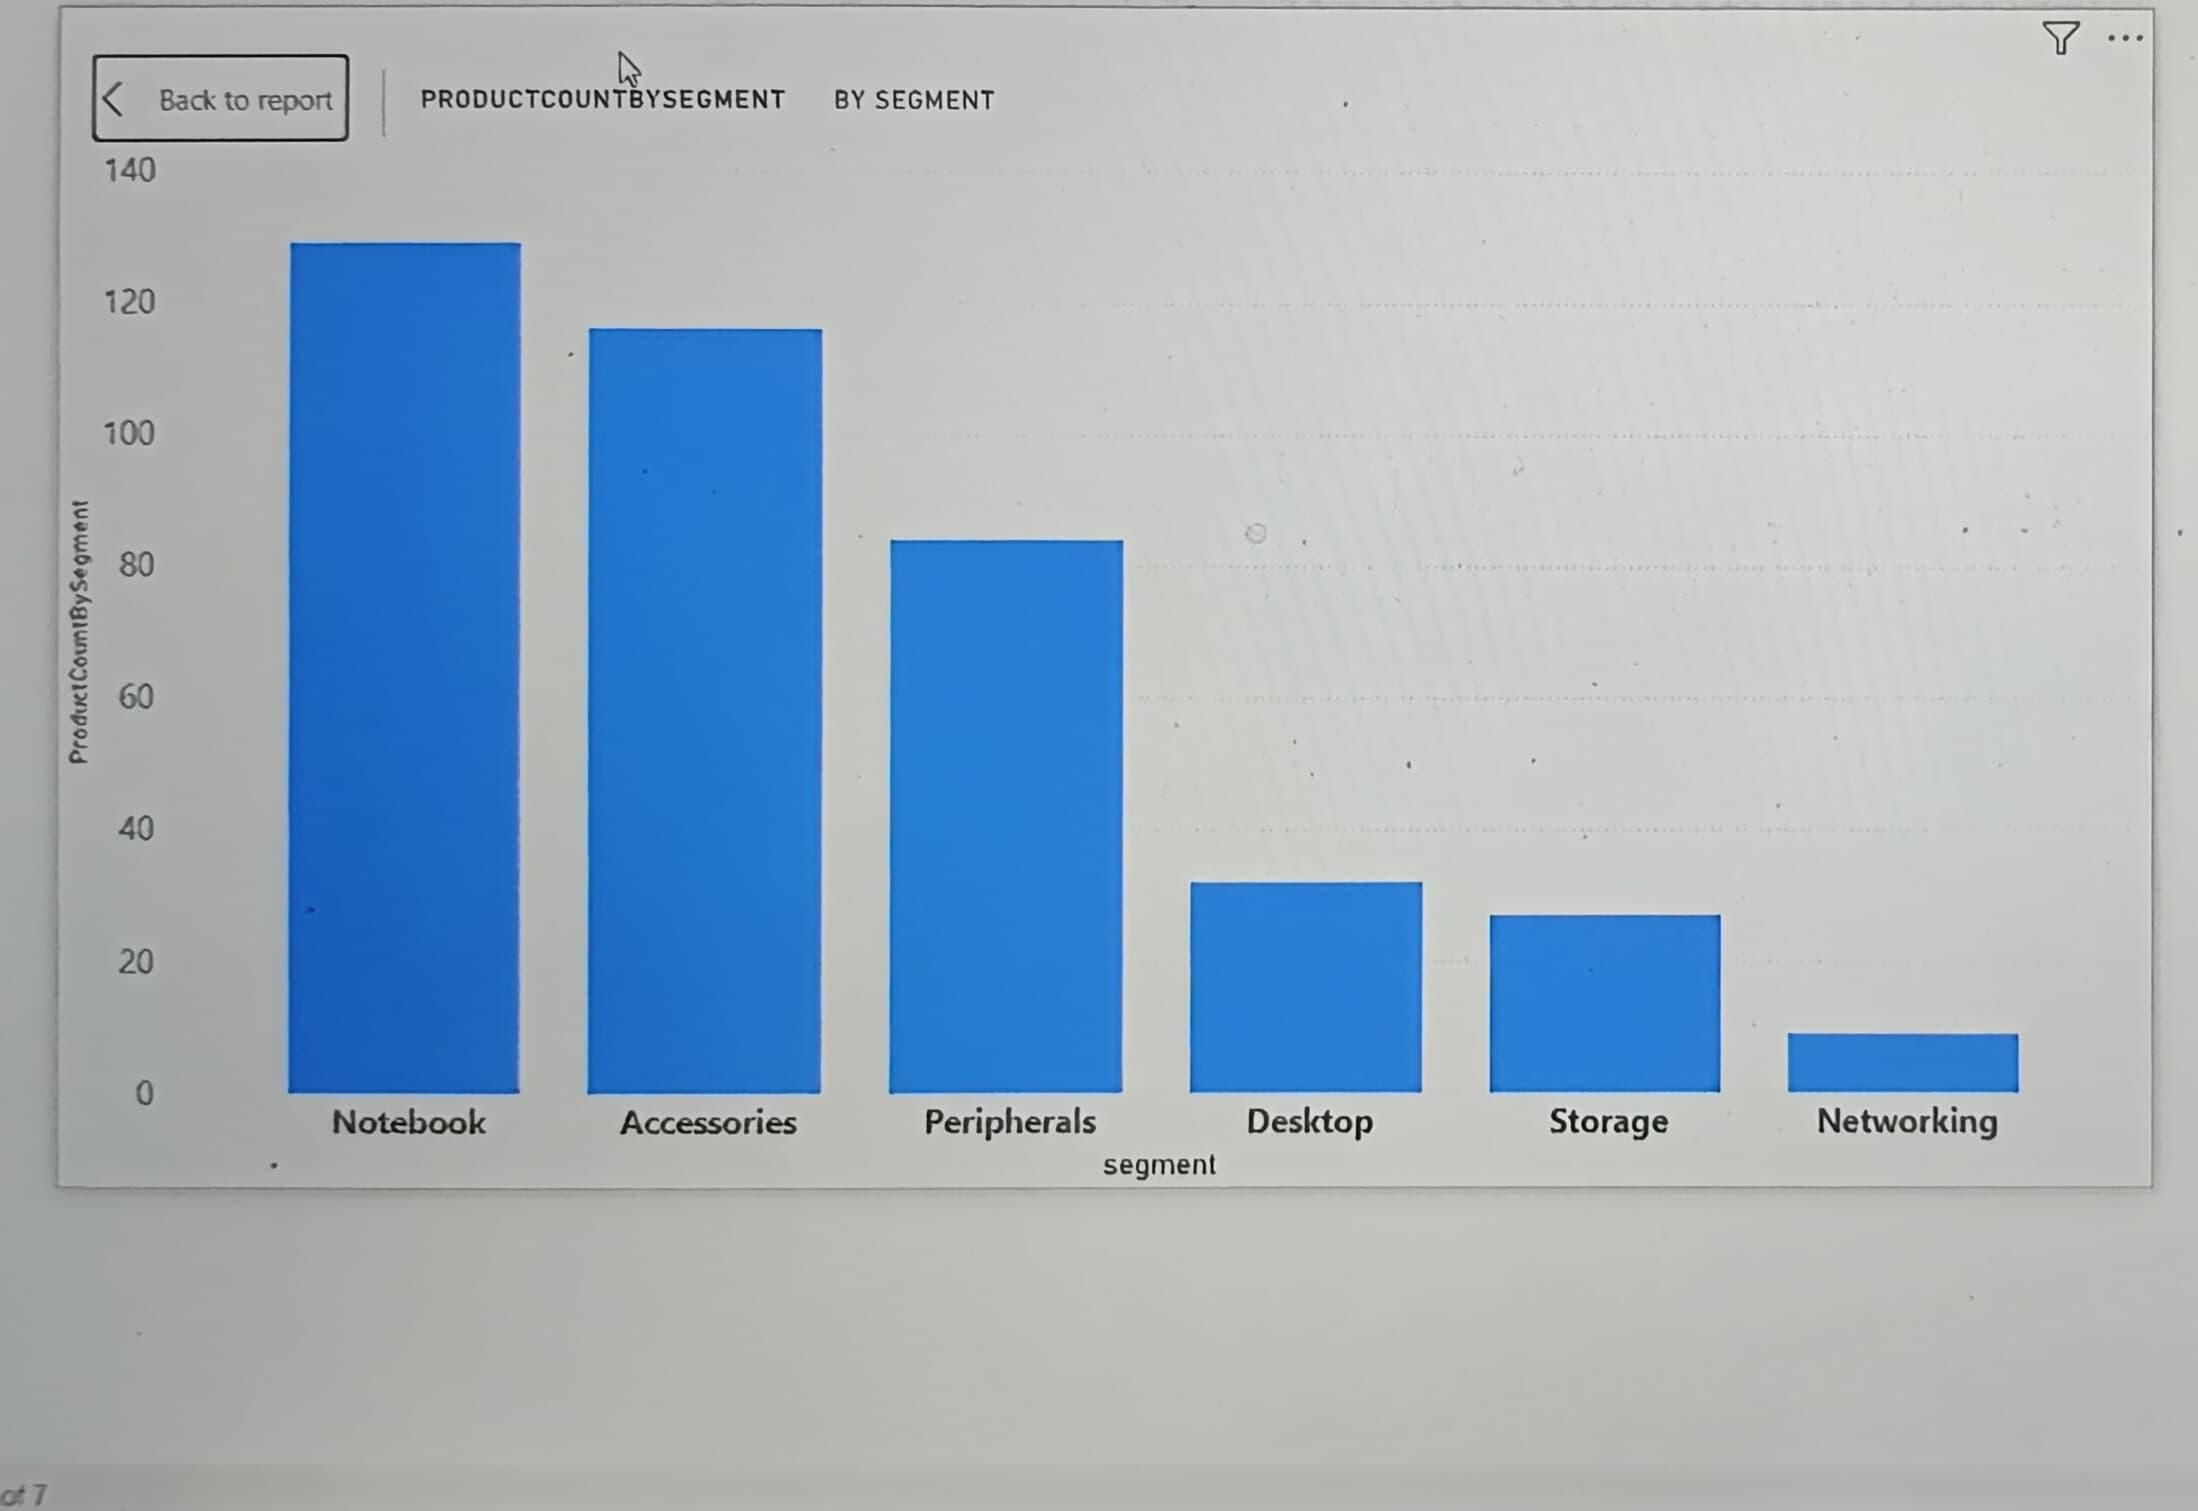 Back to report
PRODUCTCOUNTBYSEGMENT BY SEGMENT
140
120
100
80
60
40
20
0
ProductCountBySegment
Notebook Accessories Peripherals Desktop Storage Networking
segment
of 7